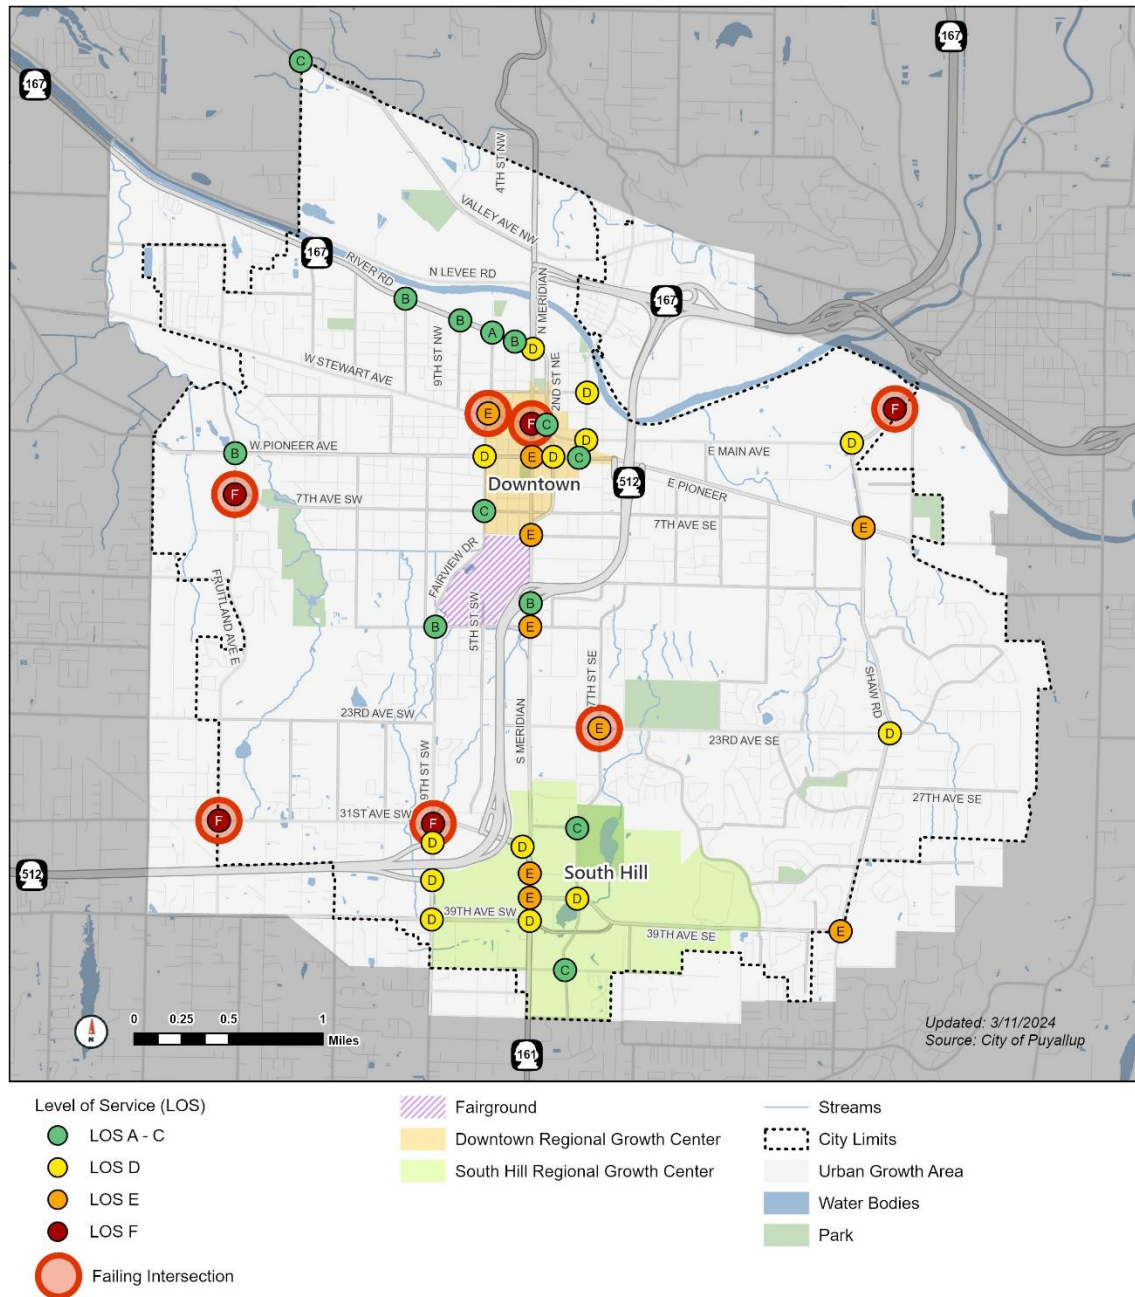 167
167
C
4TH ST NW
VALLEY AVE NW
167
RIVER RD
N LEVEE RD
167
B
B
A
B
D
N MERIDIAN
9TH ST NW
W STEWART AVE
2ND ST NE
D
E
F
C
D
F
D
B
W PIONEER AVE
D
E
D
C
E MAIN AVE
Downtown
512
E PIONEER
F
7TH AVE SW
C
7TH AVE SE
E
E
FAIRVIEW DR
FRUITLAND AVE E
5TH ST SW
B
B
E
7TH ST SE
SHAW RD
23RD AVE SW
S MERIDIAN
E
23RD AVE SE
D
9TH ST SW
27TH AVE SE
F
31ST AVE SW
F
D
C
D
South Hill
512
D
E
E
D
D
39TH AVE SW
D
39TH AVE SE
E
C
0 0.25 0.5 1
Miles
N
161
Updated: 3/11/2024
Source: City of Puyallup
Level of Service (LOS)
LOS A - C
LOS D
LOS E
LOS F
Failing Intersection
Fairground
Downtown Regional Growth Center
South Hill Regional Growth Center
Streams
City Limits
Urban Growth Area
Water Bodies
Park